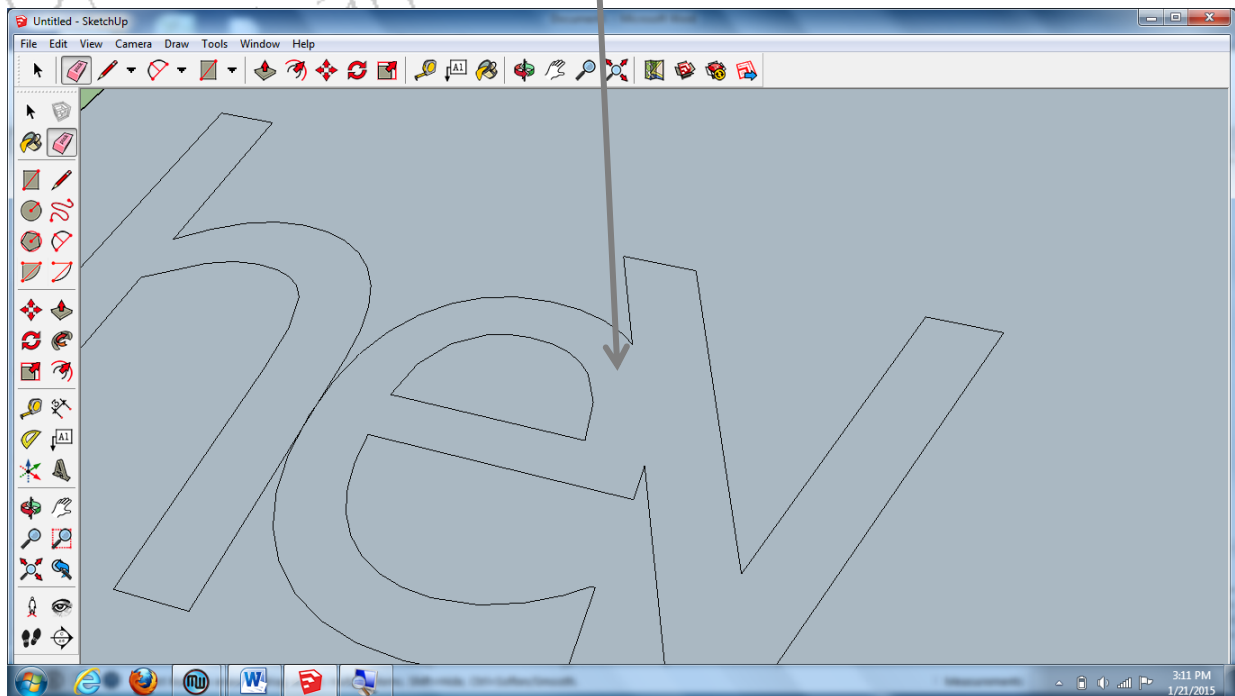 Untitled - SketchUp
File Edit View Camera Draw Tools Window Help
A1
A1
hev
W
3:11 PM
1/21/2015